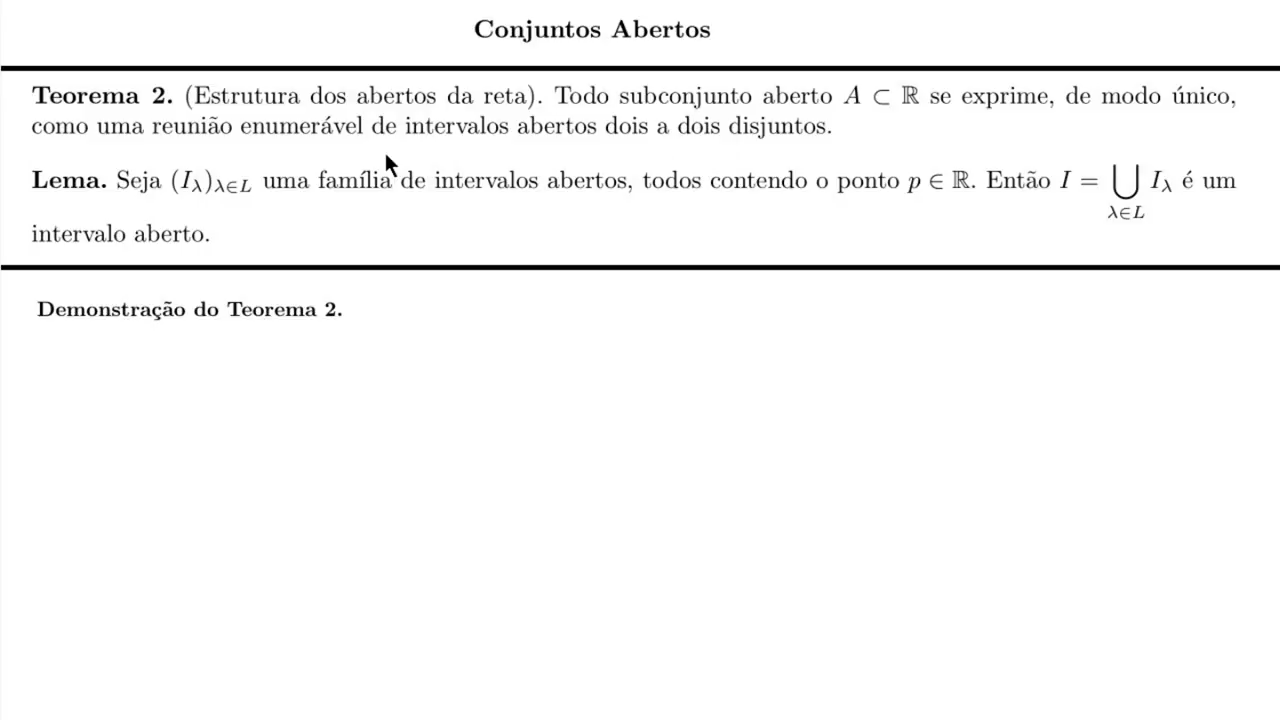 Conjuntos Abertos
Teorema 2. (Estrutura dos abertos da reta). Todo subconjunto aberto A ⊂ ℝ se exprime, de modo único,
como uma reunião enumerável de intervalos abertos dois a dois disjuntos.
Lema. Seja (I_λ)_{λ∈L} uma família de intervalos abertos, todos contendo o ponto p ∈ ℝ. Então I = ⋃_{λ∈L} I_λ é um
intervalo aberto.
Demonstração do Teorema 2.